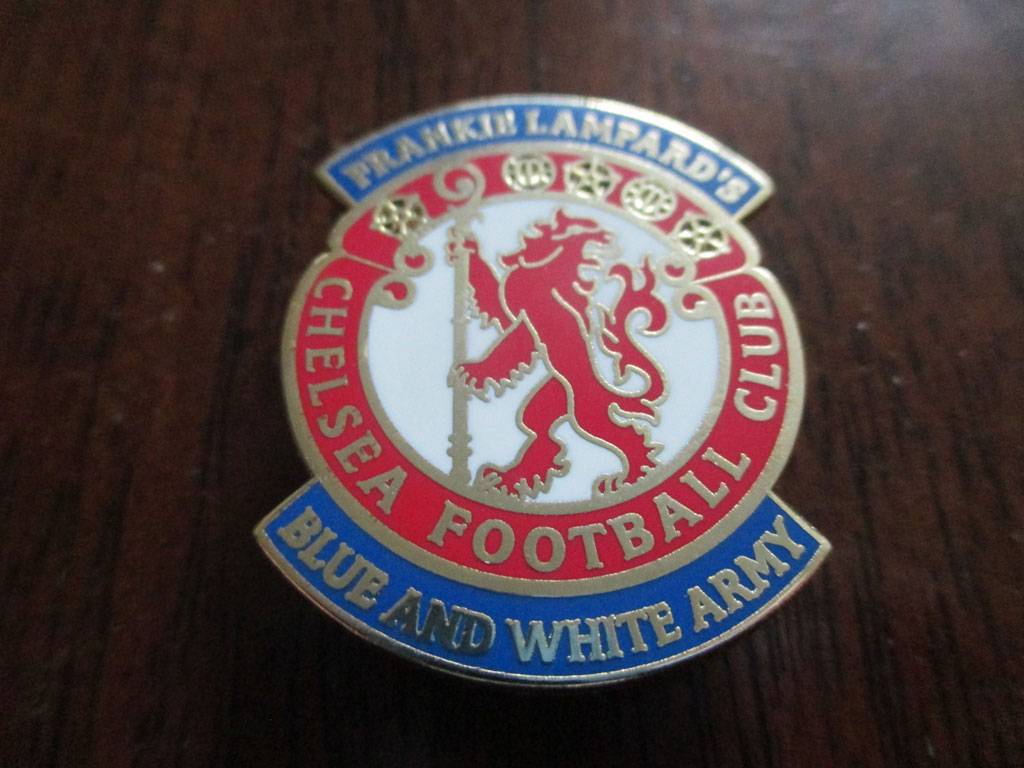 FRANKIE LAMPARD'S
CHELSEA FOOTBALL CLUB
BLUE AND WHITE ARMY